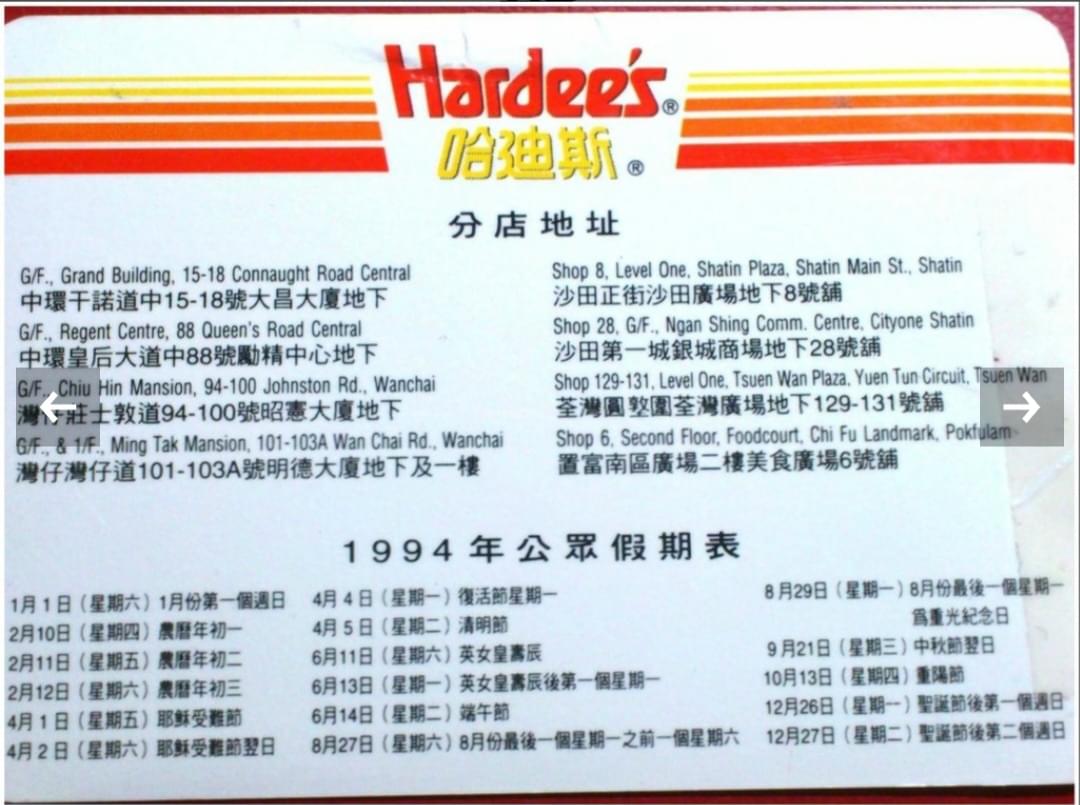 Hardee's®
哈迪斯®
分店地址
G/F., Grand Building, 15-18 Connaught Road Central
中環干諾道中15-18號大昌大廈地下
G/F., Regent Centre, 88 Queen's Road Central
中環皇后大道中88號勵精中心地下
G/F., Chiu Hin Mansion, 94-100 Johnston Rd., Wanchai
灣仔莊士敦道94-100號昭憲大廈地下
G/F., & 1/F., Ming Tak Mansion, 101-103A Wan Chai Rd., Wanchai
灣仔灣仔道101-103A號明德大廈地下及一樓
Shop 8, Level One, Shatin Plaza, Shatin Main St., Shatin
沙田正街沙田廣場地下8號舖
Shop 28, G/F., Ngan Shing Comm. Centre, Cityone Shatin
沙田第一城銀城商場地下28號舖
Shop 129-131, Level One, Tsuen Wan Plaza, Yuen Tun Circuit, Tsuen Wan
荃灣圓墪圍荃灣廣場地下129-131號舖
Shop 6, Second Floor, Foodcourt, Chi Fu Landmark, Pokfulam
置富南區廣場二樓美食廣場6號舖
1994年公眾假期表
1月1日（星期六）1月份第一個週日
2月10日（星期四）農曆年初一
2月11日（星期五）農曆年初二
2月12日（星期六）農曆年初三
4月1日（星期五）耶穌受難節
4月2日（星期六）耶穌受難節翌日
4月4日（星期一）復活節星期一
4月5日（星期二）清明節
6月11日（星期六）英女皇壽辰
6月13日（星期一）英女皇壽辰後第一個星期一
6月14日（星期二）端午節
8月27日（星期六）8月份最後一個星期一之前一個星期六
8月29日（星期一）8月份最後一個星期一
爲重光紀念日
9月21日（星期三）中秋節翌日
10月13日（星期四）重陽節
12月26日（星期一）聖誕節後第一個週日
12月27日（星期二）聖誕節後第二個週日